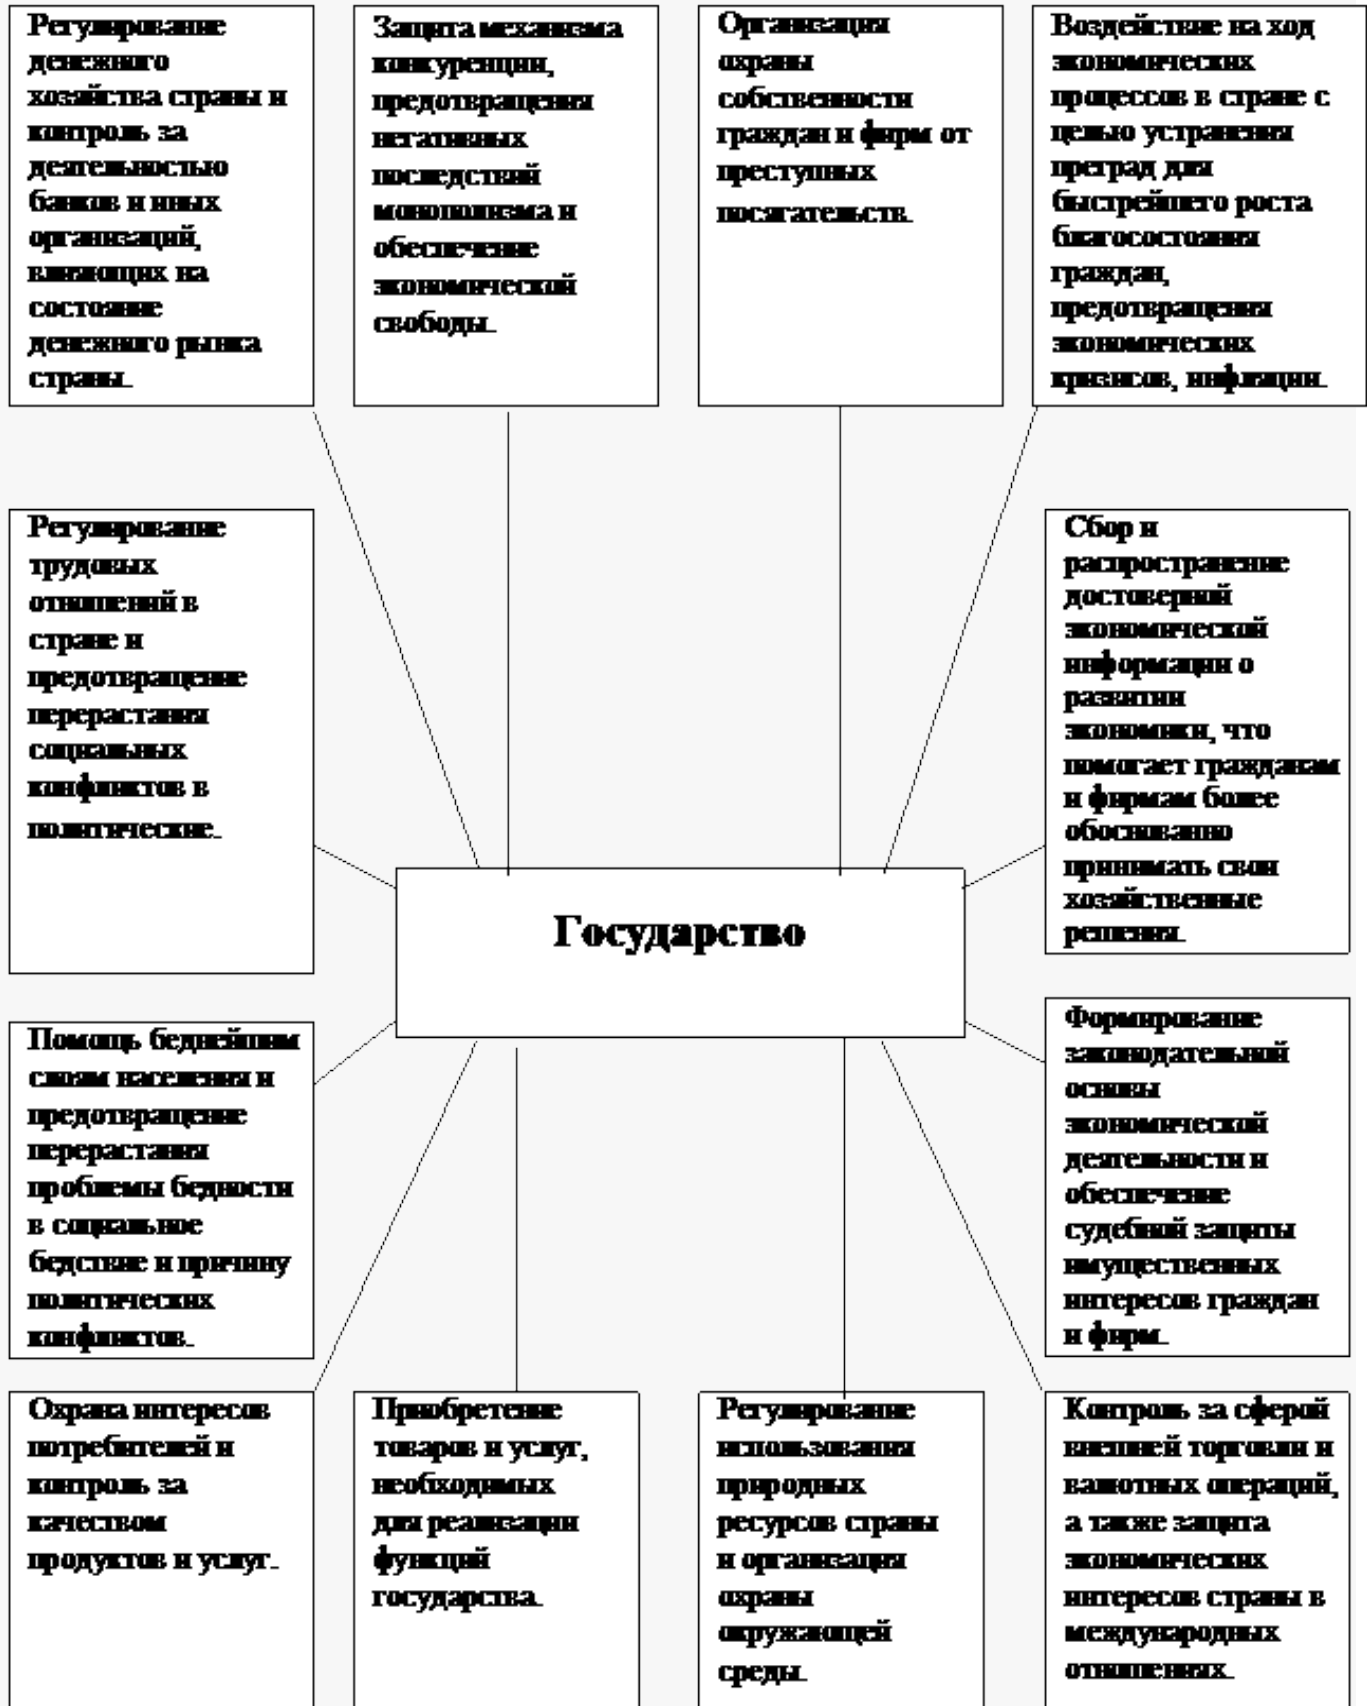 Регулирование
денежного
хозяйства страны и
контроль за
деятельностью
банков и иных
организаций,
влияющих на
состояние
денежного рынка
страны.
Защита механизма
конкуренции,
предотвращения
негативных
последствий
монополизма и
обеспечение
экономической
свободы.
Организация
охраны
собственности
граждан и фирм от
преступных
посягательств.
Воздействие на ход
экономических
процессов в стране с
целью устранения
преград для
быстрейшего роста
благосостояния
граждан,
предотвращения
экономических
кризисов, инфляции.
Регулирование
трудовых
отношений в
стране и
предотвращение
перерастания
социальных
конфликтов в
политические.
Сбор и
распространение
достоверной
экономической
информации о
развитии
экономики, что
помогает гражданам
и фирмам более
обоснованно
принимать свои
хозяйственные
решения.
Государство
Помощь беднейшим
слоям населения и
предотвращение
перерастания
проблемы бедности
в социальное
бедствие и причину
политических
конфликтов.
Формирование
законодательной
основы
экономической
деятельности и
обеспечение
судебной защиты
имущественных
интересов граждан
и фирм.
Охрана интересов
потребителей и
контроль за
качеством
продуктов и услуг.
Приобретение
товаров и услуг,
необходимых
для реализации
функций
государства.
Регулирование
использования
природных
ресурсов страны
и организация
охраны
окружающей
среды.
Контроль за сферой
внешней торговли и
валютных операций,
а также защита
экономических
интересов страны в
международных
отношениях.